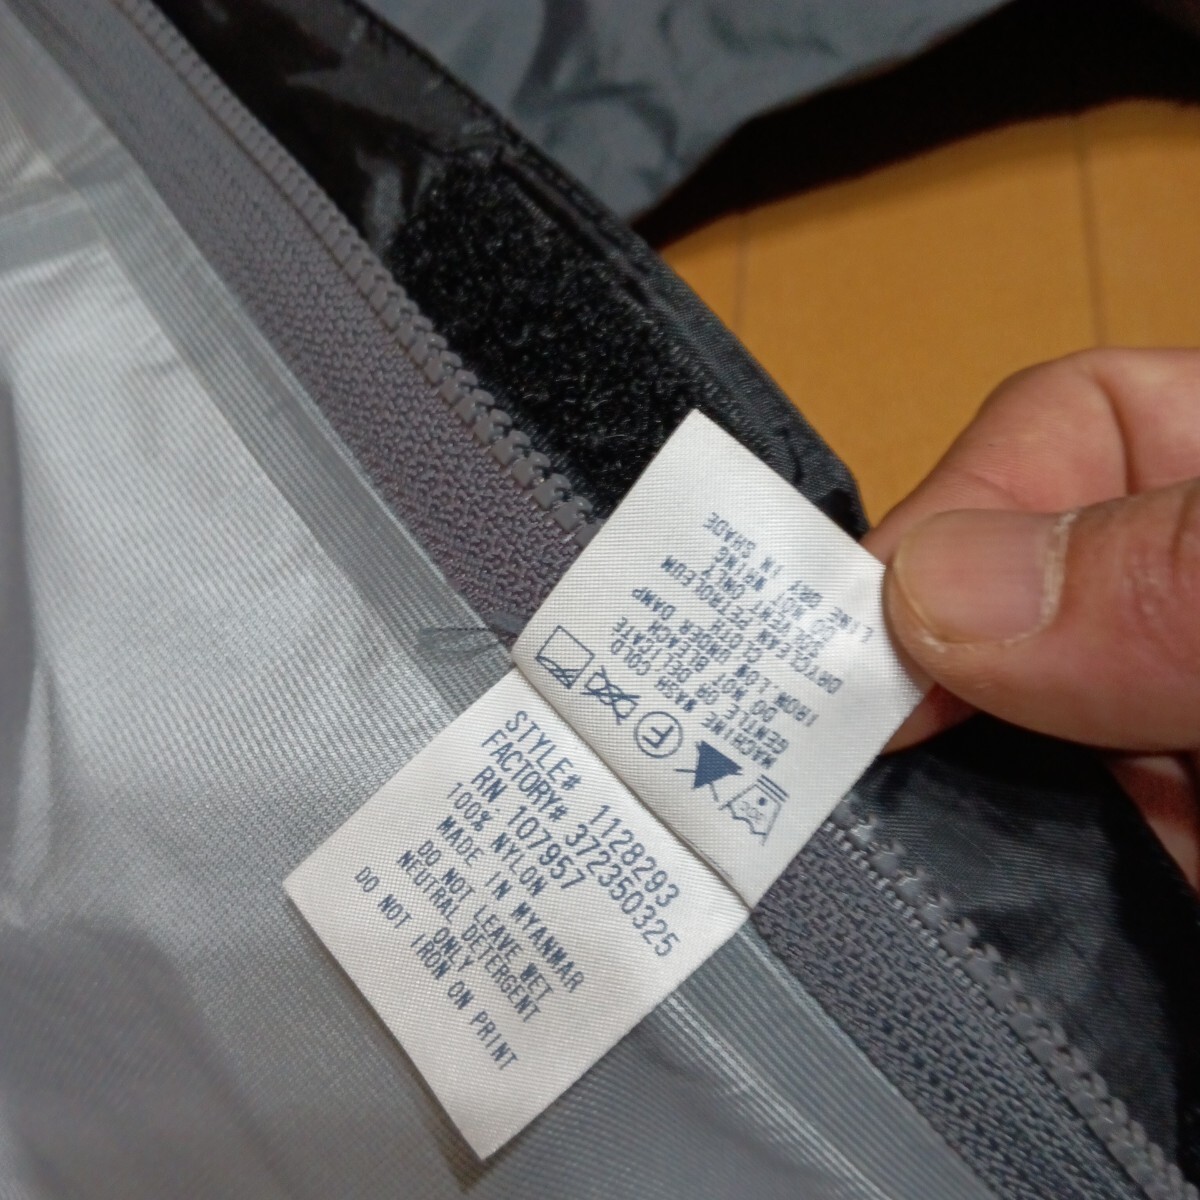 STYLE# 1128293
FACTORY# 372350325
RN 107957
100% NYLON
MADE IN MYANMAR
DO NOT LEAVE WET
NEUTRAL DETERGENT
ONLY
DO NOT IRON ON PRINT
F
MACHINE WASH COLD
GENTLE OR DELICATE
DO NOT BLEACH
IRON LOW UNDER DAMP
CLOTH
DRYCLEAN PETROLEUM
SOLVENT ONLY
DO NOT WRING
LINE DRY IN SHADE